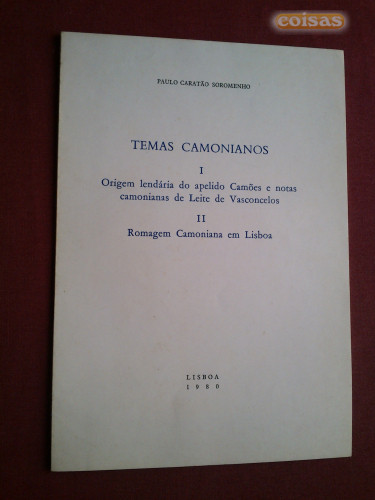 coisas
PAULO CARATÃO SOROMENHO
TEMAS CAMONIANOS
I
Origem lendária do apelido Camões e notas
camonianas de Leite de Vasconcelos
II
Romagem Camoniana em Lisboa
LISBOA
1980